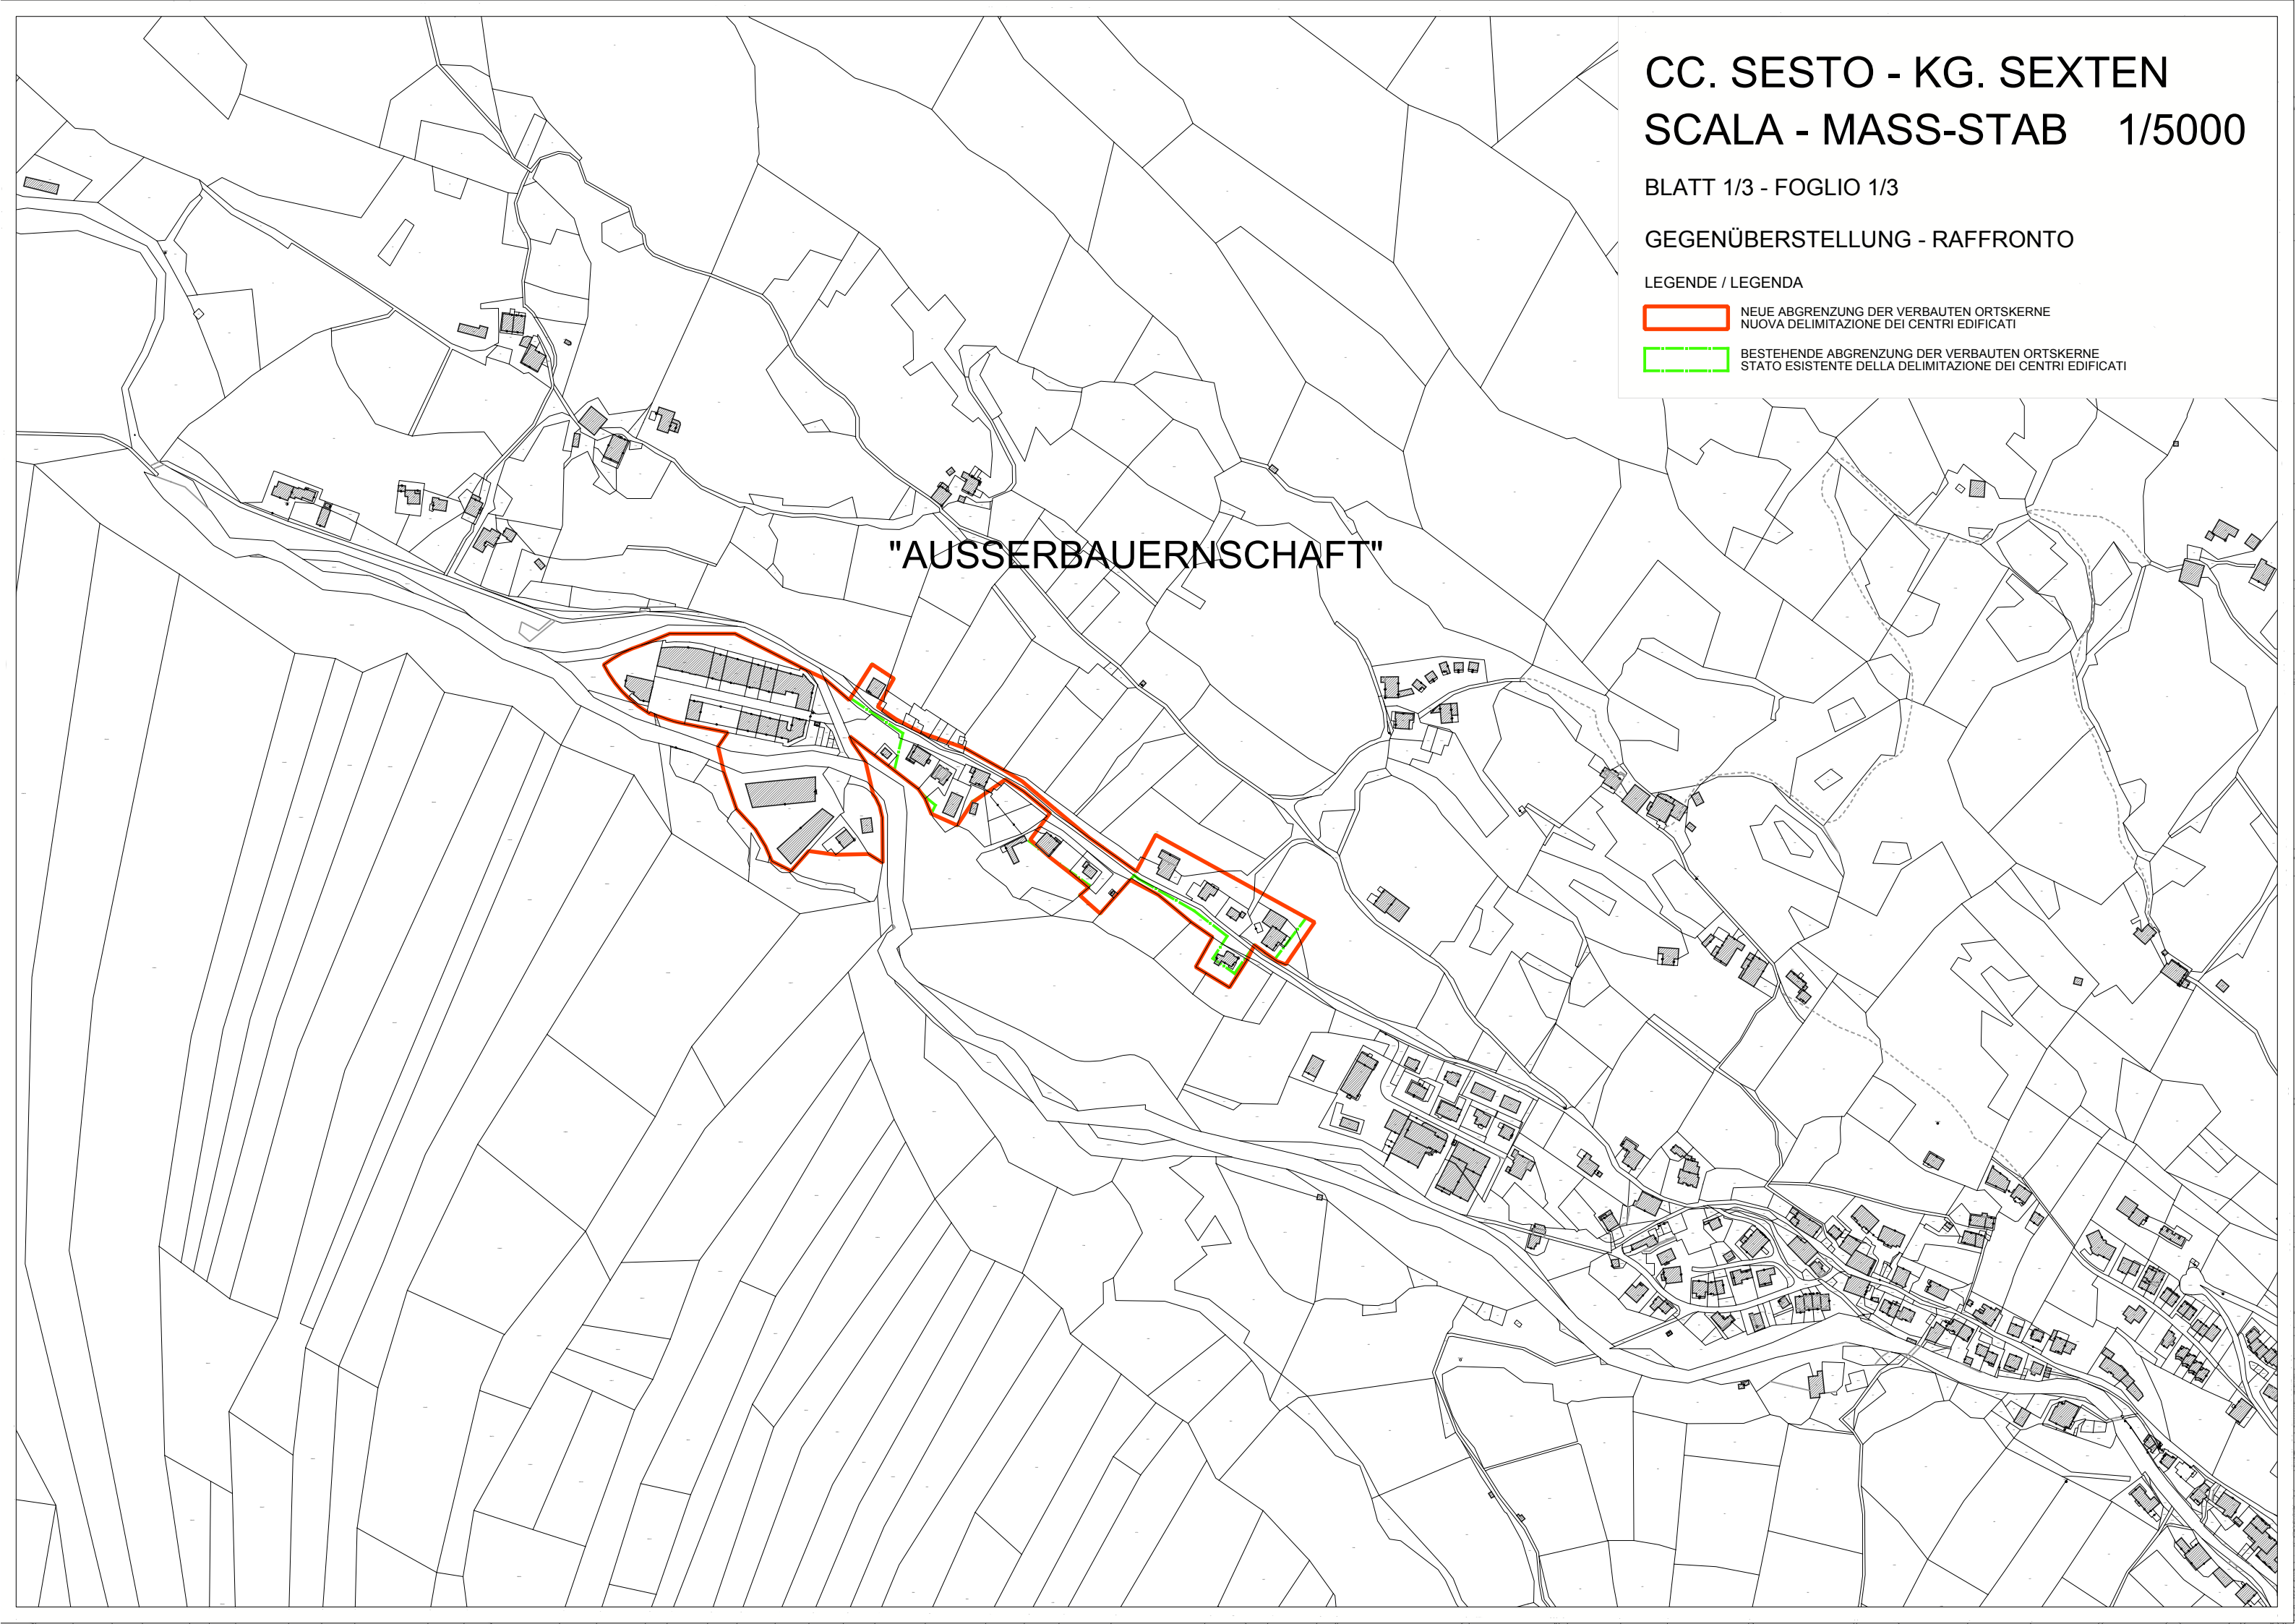 CC. SESTO - KG. SEXTEN
SCALA - MASS-STAB 1/5000
BLATT 1/3 - FOGLIO 1/3
GEGENÜBERSTELLUNG - RAFFRONTO
LEGENDE / LEGENDA
NEUE ABGRENZUNG DER VERBAUTEN ORTSKERNE
NUOVA DELIMITAZIONE DEI CENTRI EDIFICATI
BESTEHENDE ABGRENZUNG DER VERBAUTEN ORTSKERNE
STATO ESISTENTE DELLA DELIMITAZIONE DEI CENTRI EDIFICATI
"AUSSERBAUERNSCHAFT"